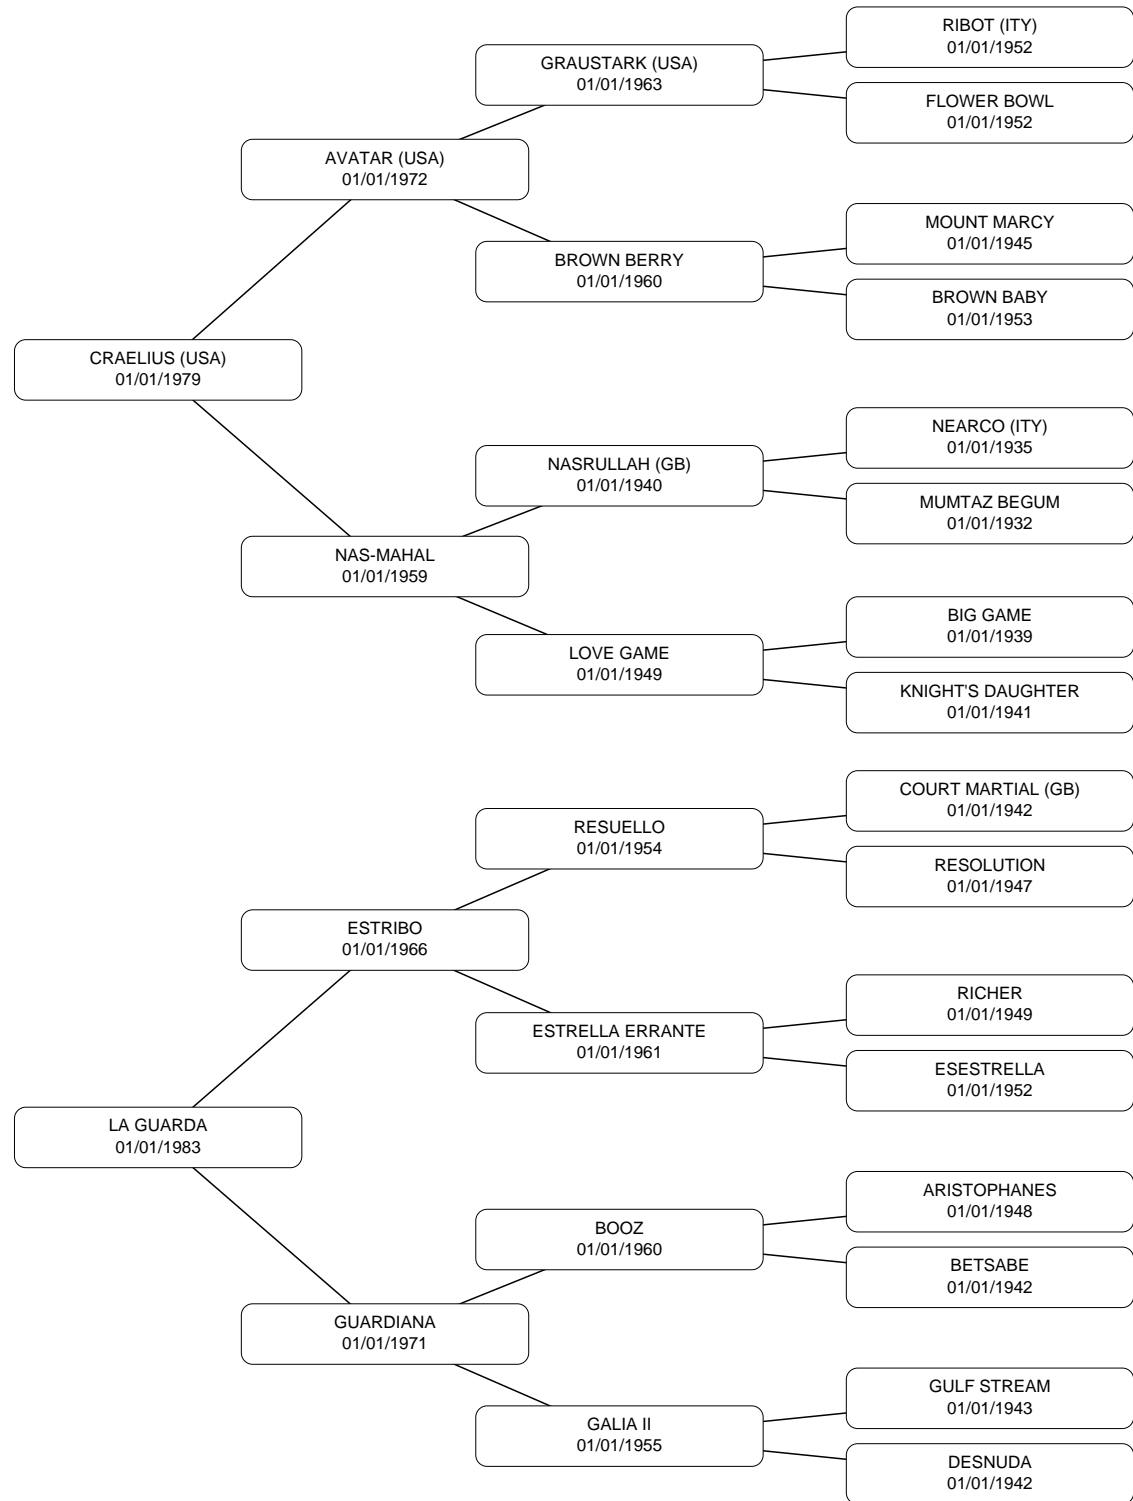 RIBOT (ITY)
01/01/1952
GRAUSTARK (USA)
01/01/1963
FLOWER BOWL
01/01/1952
AVATAR (USA)
01/01/1972
MOUNT MARCY
01/01/1945
BROWN BERRY
01/01/1960
BROWN BABY
01/01/1953
CRAELIUS (USA)
01/01/1979
NEARCO (ITY)
01/01/1935
NASRULLAH (GB)
01/01/1940
MUMTAZ BEGUM
01/01/1932
NAS-MAHAL
01/01/1959
BIG GAME
01/01/1939
LOVE GAME
01/01/1949
KNIGHT'S DAUGHTER
01/01/1941
COURT MARTIAL (GB)
01/01/1942
RESUELLO
01/01/1954
RESOLUTION
01/01/1947
ESTRIBO
01/01/1966
RICHER
01/01/1949
ESTRELLA ERRANTE
01/01/1961
ESESTRELLA
01/01/1952
LA GUARDA
01/01/1983
ARISTOPHANES
01/01/1948
BOOZ
01/01/1960
BETSABE
01/01/1942
GUARDIANA
01/01/1971
GULF STREAM
01/01/1943
GALIA II
01/01/1955
DESNUDA
01/01/1942